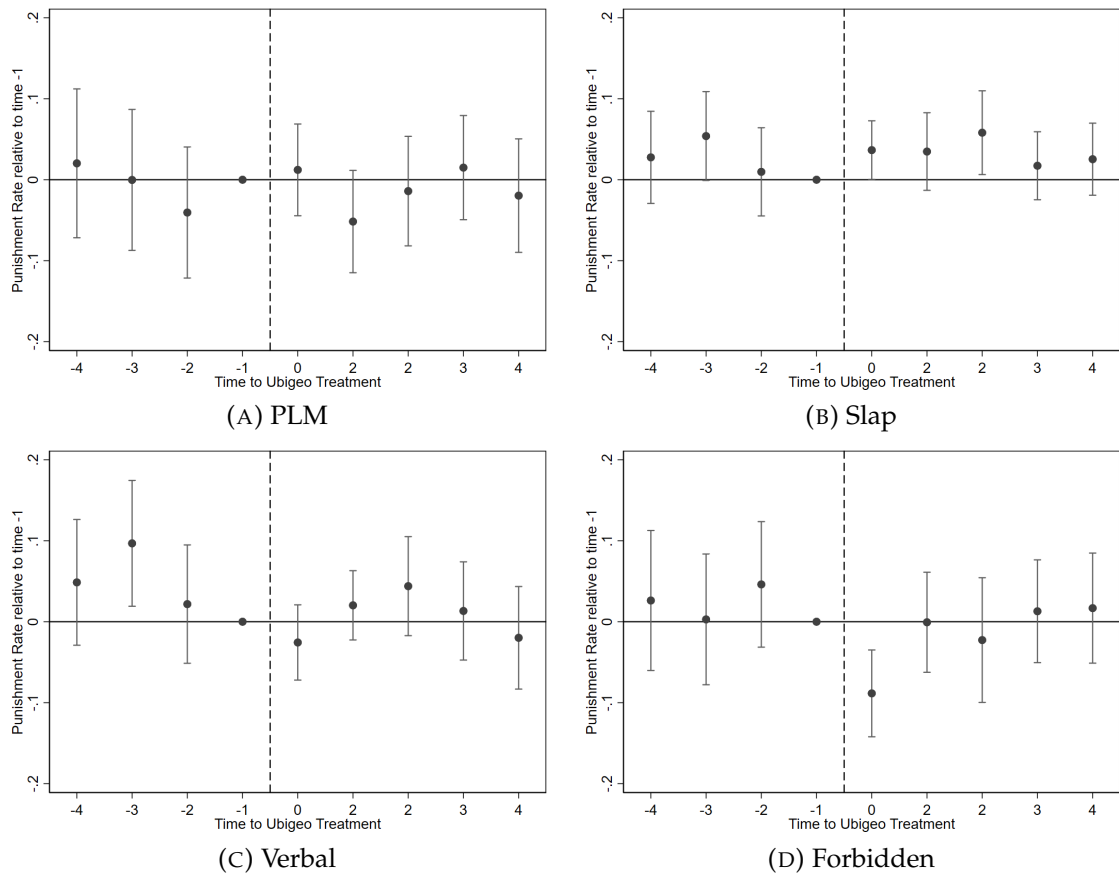 .2
.1
0
-.1
-.2
Punishment Rate relative to time -1
-4 -3 -2 -1 0 2 2 3 4
Time to Ubigeo Treatment
(A) PLM
.2
.1
0
-.1
-.2
Punishment Rate relative to time -1
-4 -3 -2 -1 0 2 2 3 4
Time to Ubigeo Treatment
(B) Slap
.2
.1
0
-.1
-.2
Punishment Rate relative to time -1
-4 -3 -2 -1 0 2 2 3 4
Time to Ubigeo Treatment
(C) Verbal
.2
.1
0
-.1
-.2
Punishment Rate relative to time -1
-4 -3 -2 -1 0 2 2 3 4
Time to Ubigeo Treatment
(D) Forbidden